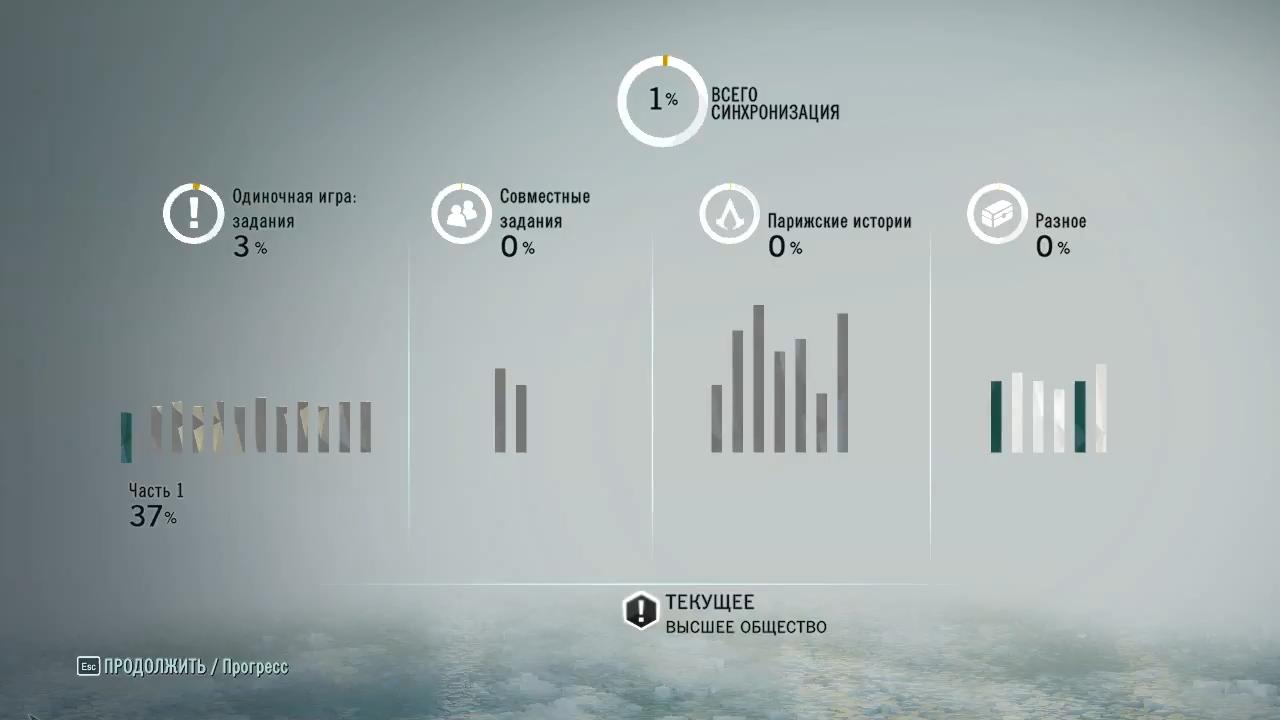 1%
ВСЕГО
СИНХРОНИЗАЦИЯ
Одиночная игра:
задания
3 %
Совместные
задания
0 %
Парижские истории
0 %
Разное
0 %
Часть 1
37%
ТЕКУЩЕЕ
ВЫСШЕЕ ОБЩЕСТВО
Esc ПРОДОЛЖИТЬ / Прогресс